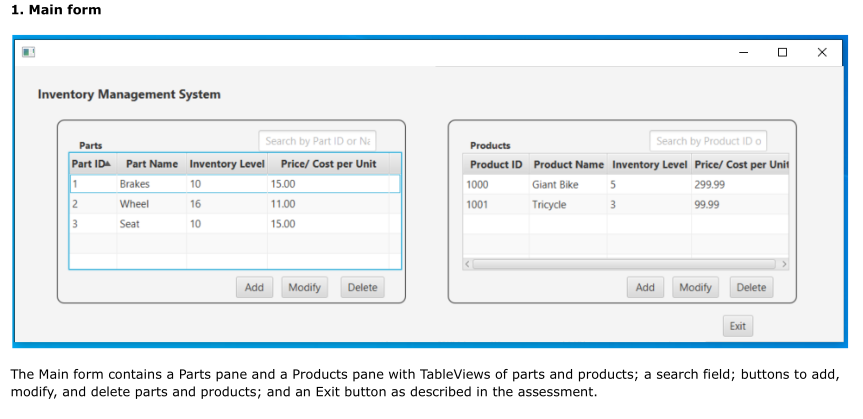 1. Main form
Inventory Management System
Parts
Search by Part ID or Na
Part ID Part Name Inventory Level Price/ Cost per Unit
1 Brakes 10 15.00
2 Wheel 16 11.00
3 Seat 10 15.00
Add Modify Delete
Products
Search by Product ID o
Product ID Product Name Inventory Level Price/ Cost per Unit
1000 Giant Bike 5 299.99
1001 Tricycle 3 99.99
Add Modify Delete
Exit
The Main form contains a Parts pane and a Products pane with TableViews of parts and products; a search field; buttons to add,
modify, and delete parts and products; and an Exit button as described in the assessment.